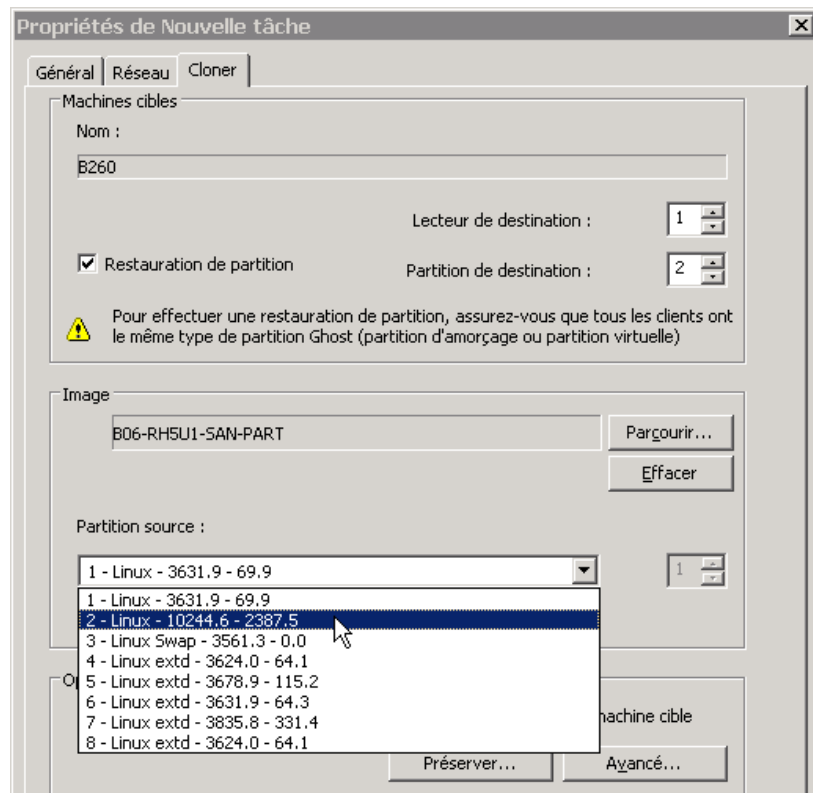 Propriétés de Nouvelle tâche
Général Réseau Cloner
Machines cibles
Nom :
B260
Lecteur de destination : 1
Restauration de partition
Partition de destination : 2
Pour effectuer une restauration de partition, assurez-vous que tous les clients ont
le même type de partition Ghost (partition d'amorçage ou partition virtuelle)
Image
B06-RH5U1-SAN-PART
Parcourir...
Effacer
Partition source :
1 - Linux - 3631.9 - 69.9
1
1 - Linux - 3631.9 - 69.9
2 - Linux - 10244.6 - 2387.5
3 - Linux Swap - 3561.3 - 0.0
4 - Linux extd - 3624.0 - 64.1
5 - Linux extd - 3678.9 - 115.2
6 - Linux extd - 3631.9 - 64.3
7 - Linux extd - 3835.8 - 331.4
8 - Linux extd - 3624.0 - 64.1
cible
Préserver... Avancé...